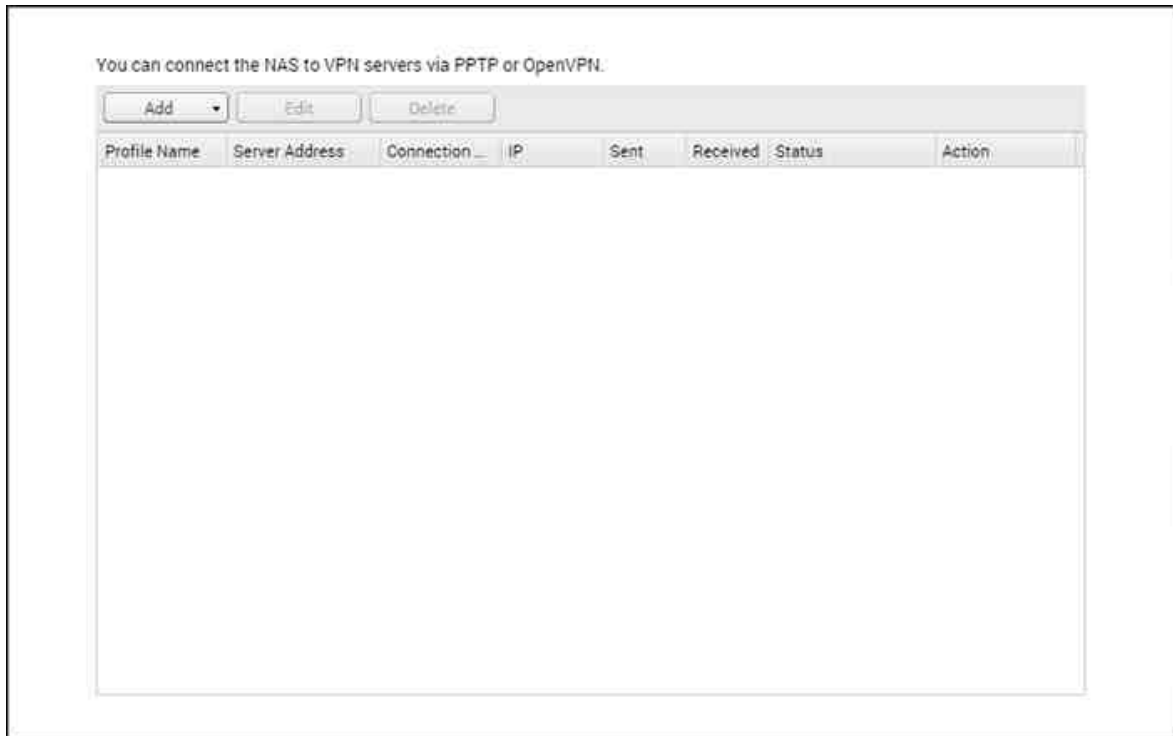 You can connect the NAS to VPN servers via PPTP or OpenVPN.
Add Edit Delete
Profile Name Server Address Connection ... IP Sent Received Status Action